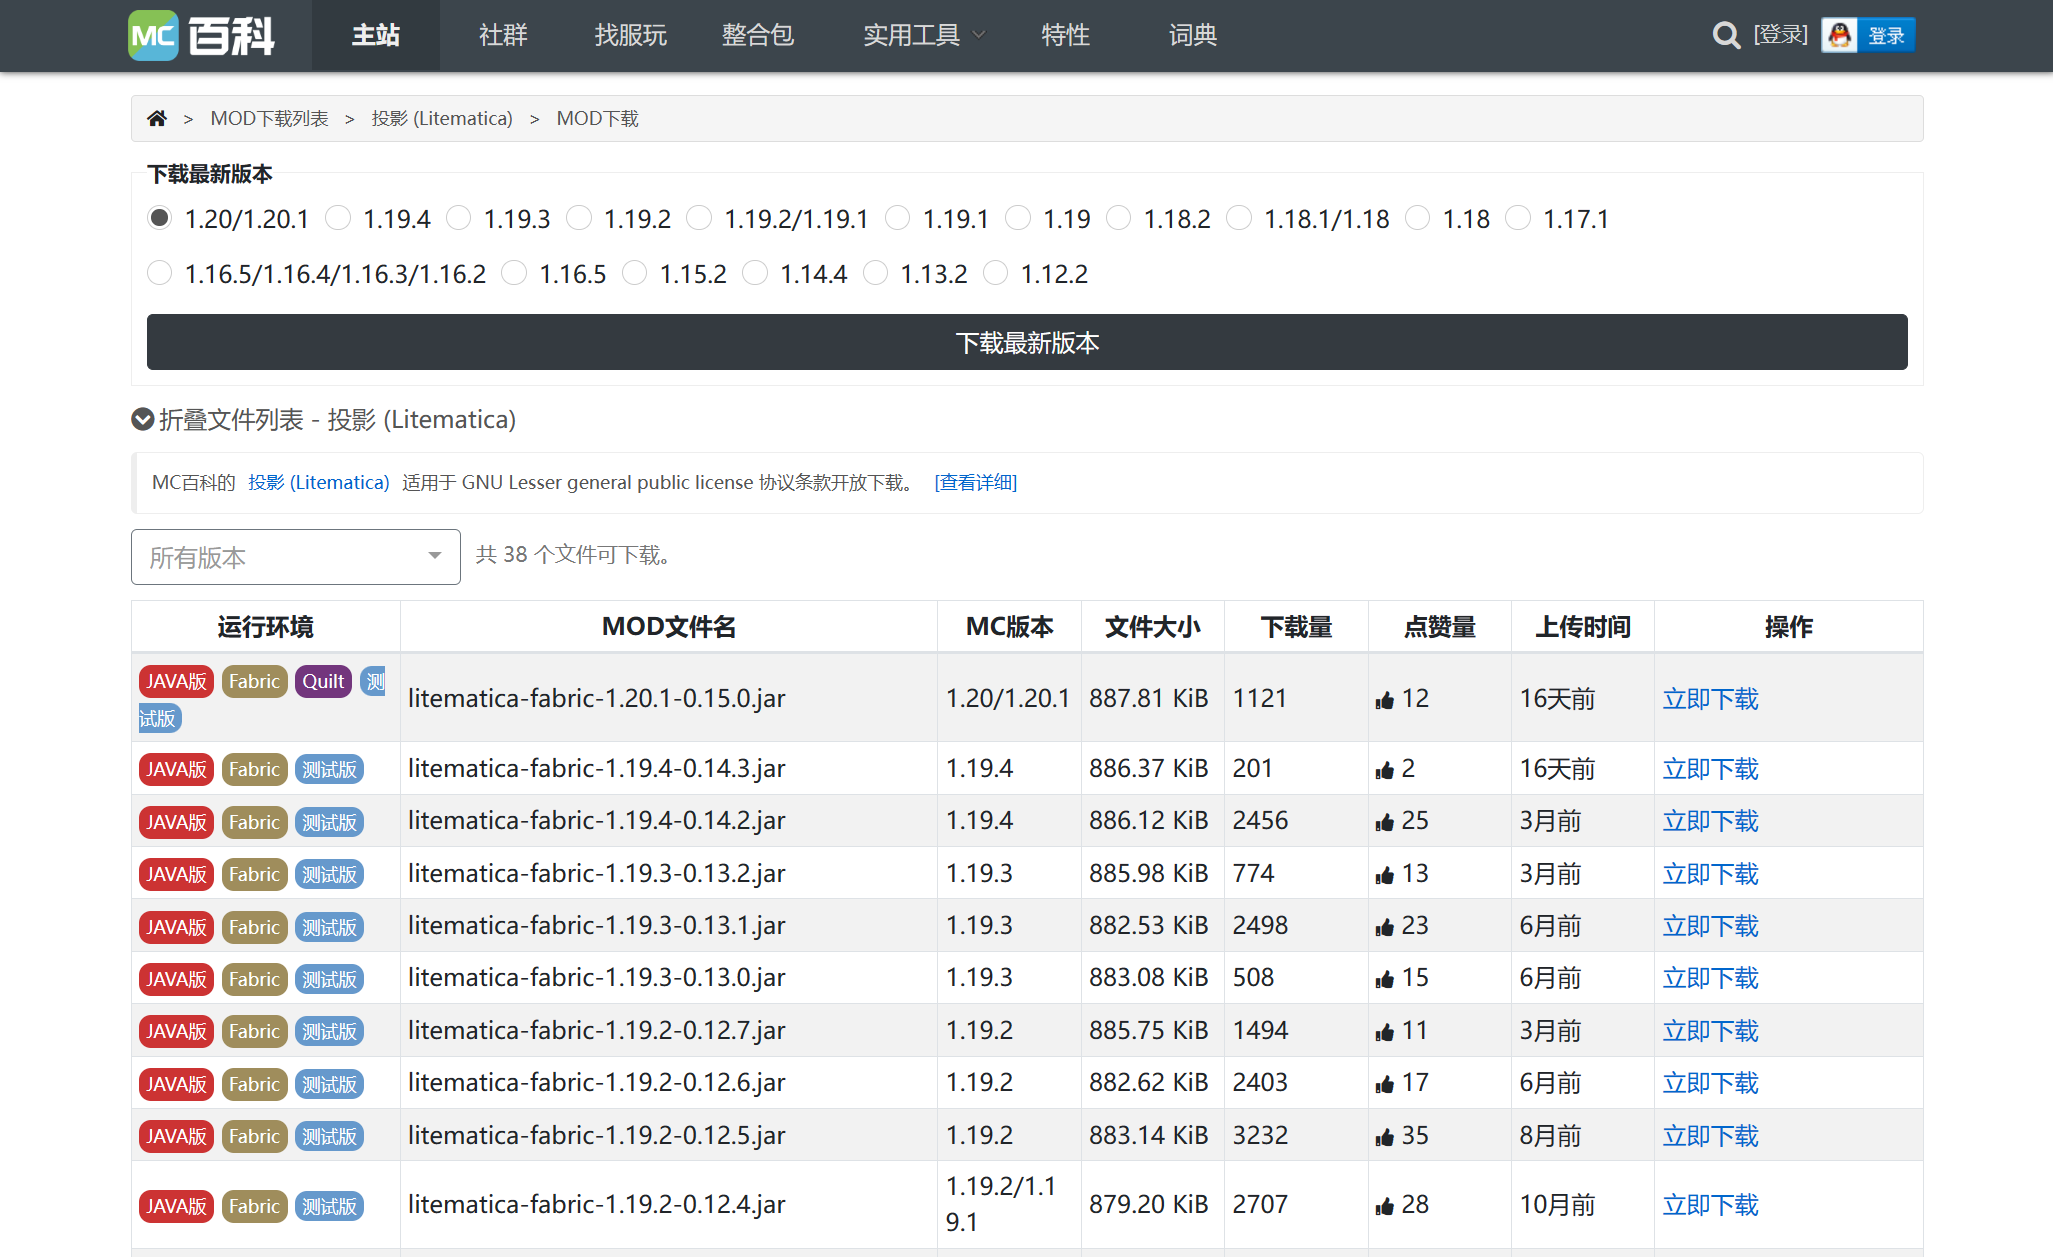 MC 百科 主站 社群 找服玩 整合包 实用工具 特性 词典 [登录] 登录
> MOD下载列表 > 投影 (Litematica) > MOD下载
下载最新版本
1.20/1.20.1 1.19.4 1.19.3 1.19.2 1.19.2/1.19.1 1.19.1 1.19 1.18.2 1.18.1/1.18 1.18 1.17.1
1.16.5/1.16.4/1.16.3/1.16.2 1.16.5 1.15.2 1.14.4 1.13.2 1.12.2
下载最新版本
折叠文件列表 - 投影 (Litematica)
MC百科的 投影 (Litematica) 适用于 GNU Lesser general public license 协议条款开放下载。 [查看详细]
所有版本 共 38 个文件可下载。
运行环境 MOD文件名 MC版本 文件大小 下载量 点赞量 上传时间 操作
JAVA版 Fabric Quilt 测
试版 litematica-fabric-1.20.1-0.15.0.jar 1.20/1.20.1 887.81 KiB 1121 12 16天前 立即下载
JAVA版 Fabric 测试版 litematica-fabric-1.19.4-0.14.3.jar 1.19.4 886.37 KiB 201 2 16天前 立即下载
JAVA版 Fabric 测试版 litematica-fabric-1.19.4-0.14.2.jar 1.19.4 886.12 KiB 2456 25 3月前 立即下载
JAVA版 Fabric 测试版 litematica-fabric-1.19.3-0.13.2.jar 1.19.3 885.98 KiB 774 13 3月前 立即下载
JAVA版 Fabric 测试版 litematica-fabric-1.19.3-0.13.1.jar 1.19.3 882.53 KiB 2498 23 6月前 立即下载
JAVA版 Fabric 测试版 litematica-fabric-1.19.3-0.13.0.jar 1.19.3 883.08 KiB 508 15 6月前 立即下载
JAVA版 Fabric 测试版 litematica-fabric-1.19.2-0.12.7.jar 1.19.2 885.75 KiB 1494 11 3月前 立即下载
JAVA版 Fabric 测试版 litematica-fabric-1.19.2-0.12.6.jar 1.19.2 882.62 KiB 2403 17 6月前 立即下载
JAVA版 Fabric 测试版 litematica-fabric-1.19.2-0.12.5.jar 1.19.2 883.14 KiB 3232 35 8月前 立即下载
JAVA版 Fabric 测试版 litematica-fabric-1.19.2-0.12.4.jar 1.19.2/1.1
9.1 879.20 KiB 2707 28 10月前 立即下载